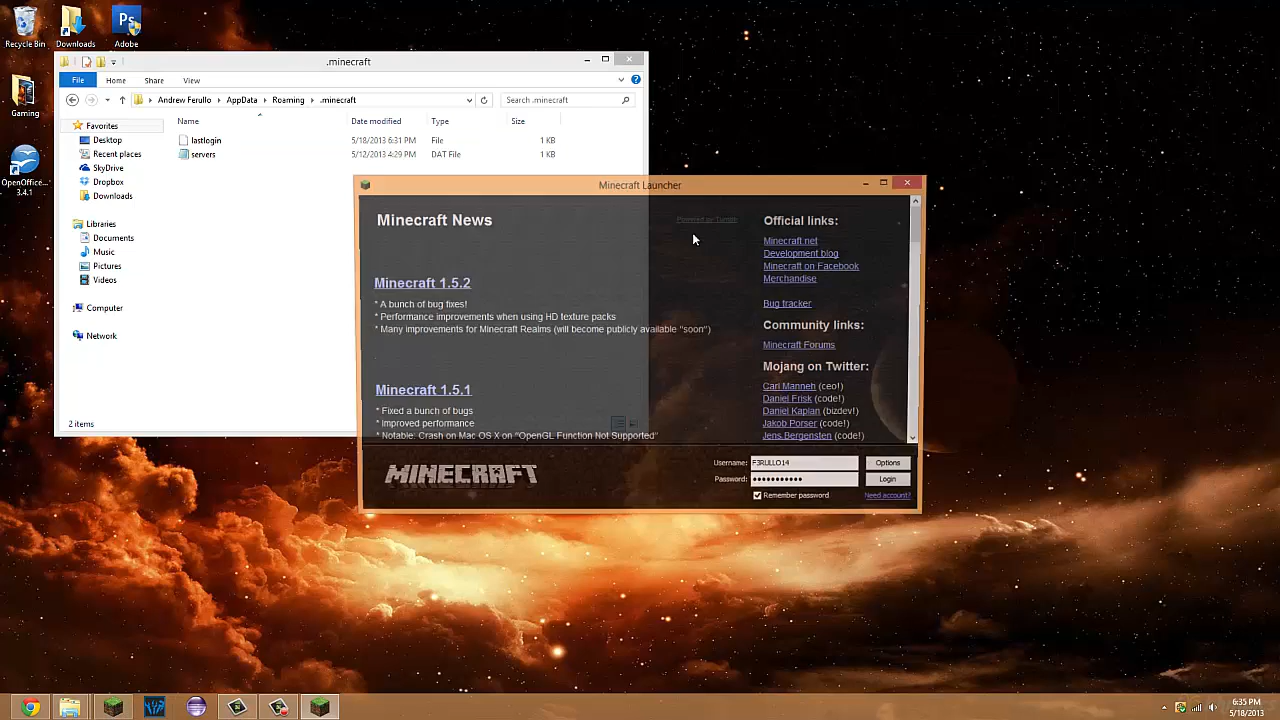 Recycle Bin
Downloads
Adobe
Gaming
OpenOffice...
3.4.1
.minecraft
File Home Share View
Andrew Ferullo AppData Roaming .minecraft
Search .minecraft
Name Date modified Type Size
lastlogin 5/18/2013 6:31 PM File 1 KB
servers 5/12/2013 4:29 PM DAT File 1 KB
Favorites
Desktop
Recent places
SkyDrive
Dropbox
Downloads
Libraries
Documents
Music
Pictures
Videos
Computer
Network
2 items
Minecraft Launcher
Minecraft News
Powered by Tumblr
Minecraft 1.5.2
* A bunch of bug fixes!
* Performance improvements when using HD texture packs
* Many improvements for Minecraft Realms (will become publicly available "soon")
Minecraft 1.5.1
* Fixed a bunch of bugs
* Improved performance
* Notable: Crash on Mac OS X on "OpenGL Function Not Supported"
Official links:
Minecraft.net
Development blog
Minecraft on Facebook
Merchandise
Bug tracker
Community links:
Minecraft Forums
Mojang on Twitter:
Carl Manneh (ceo!)
Daniel Frisk (code!)
Daniel Kaplan (bizdev!)
Jakob Porser (code!)
Jens Bergensten (code!)
MINECRAFT
Username: F3RULLO14 Options
Password: ••••••••••• Login
Remember password Need account?
6:35 PM
5/18/2013